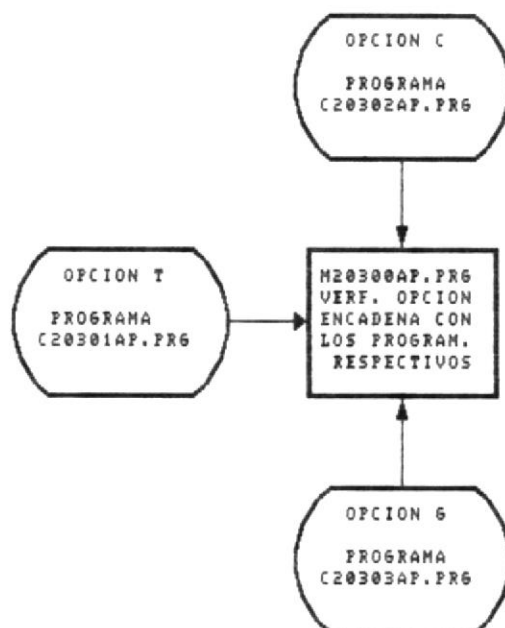 OPCION C
PROGRAMA
C20302AP.PRG
OPCION T
PROGRAMA
C20301AP.PRG
M20300AP.PRG
VERF. OPCION
ENCADENA CON
LOS PROGRAM.
RESPECTIVOS
OPCION G
PROGRAMA
C20303AP.PRG